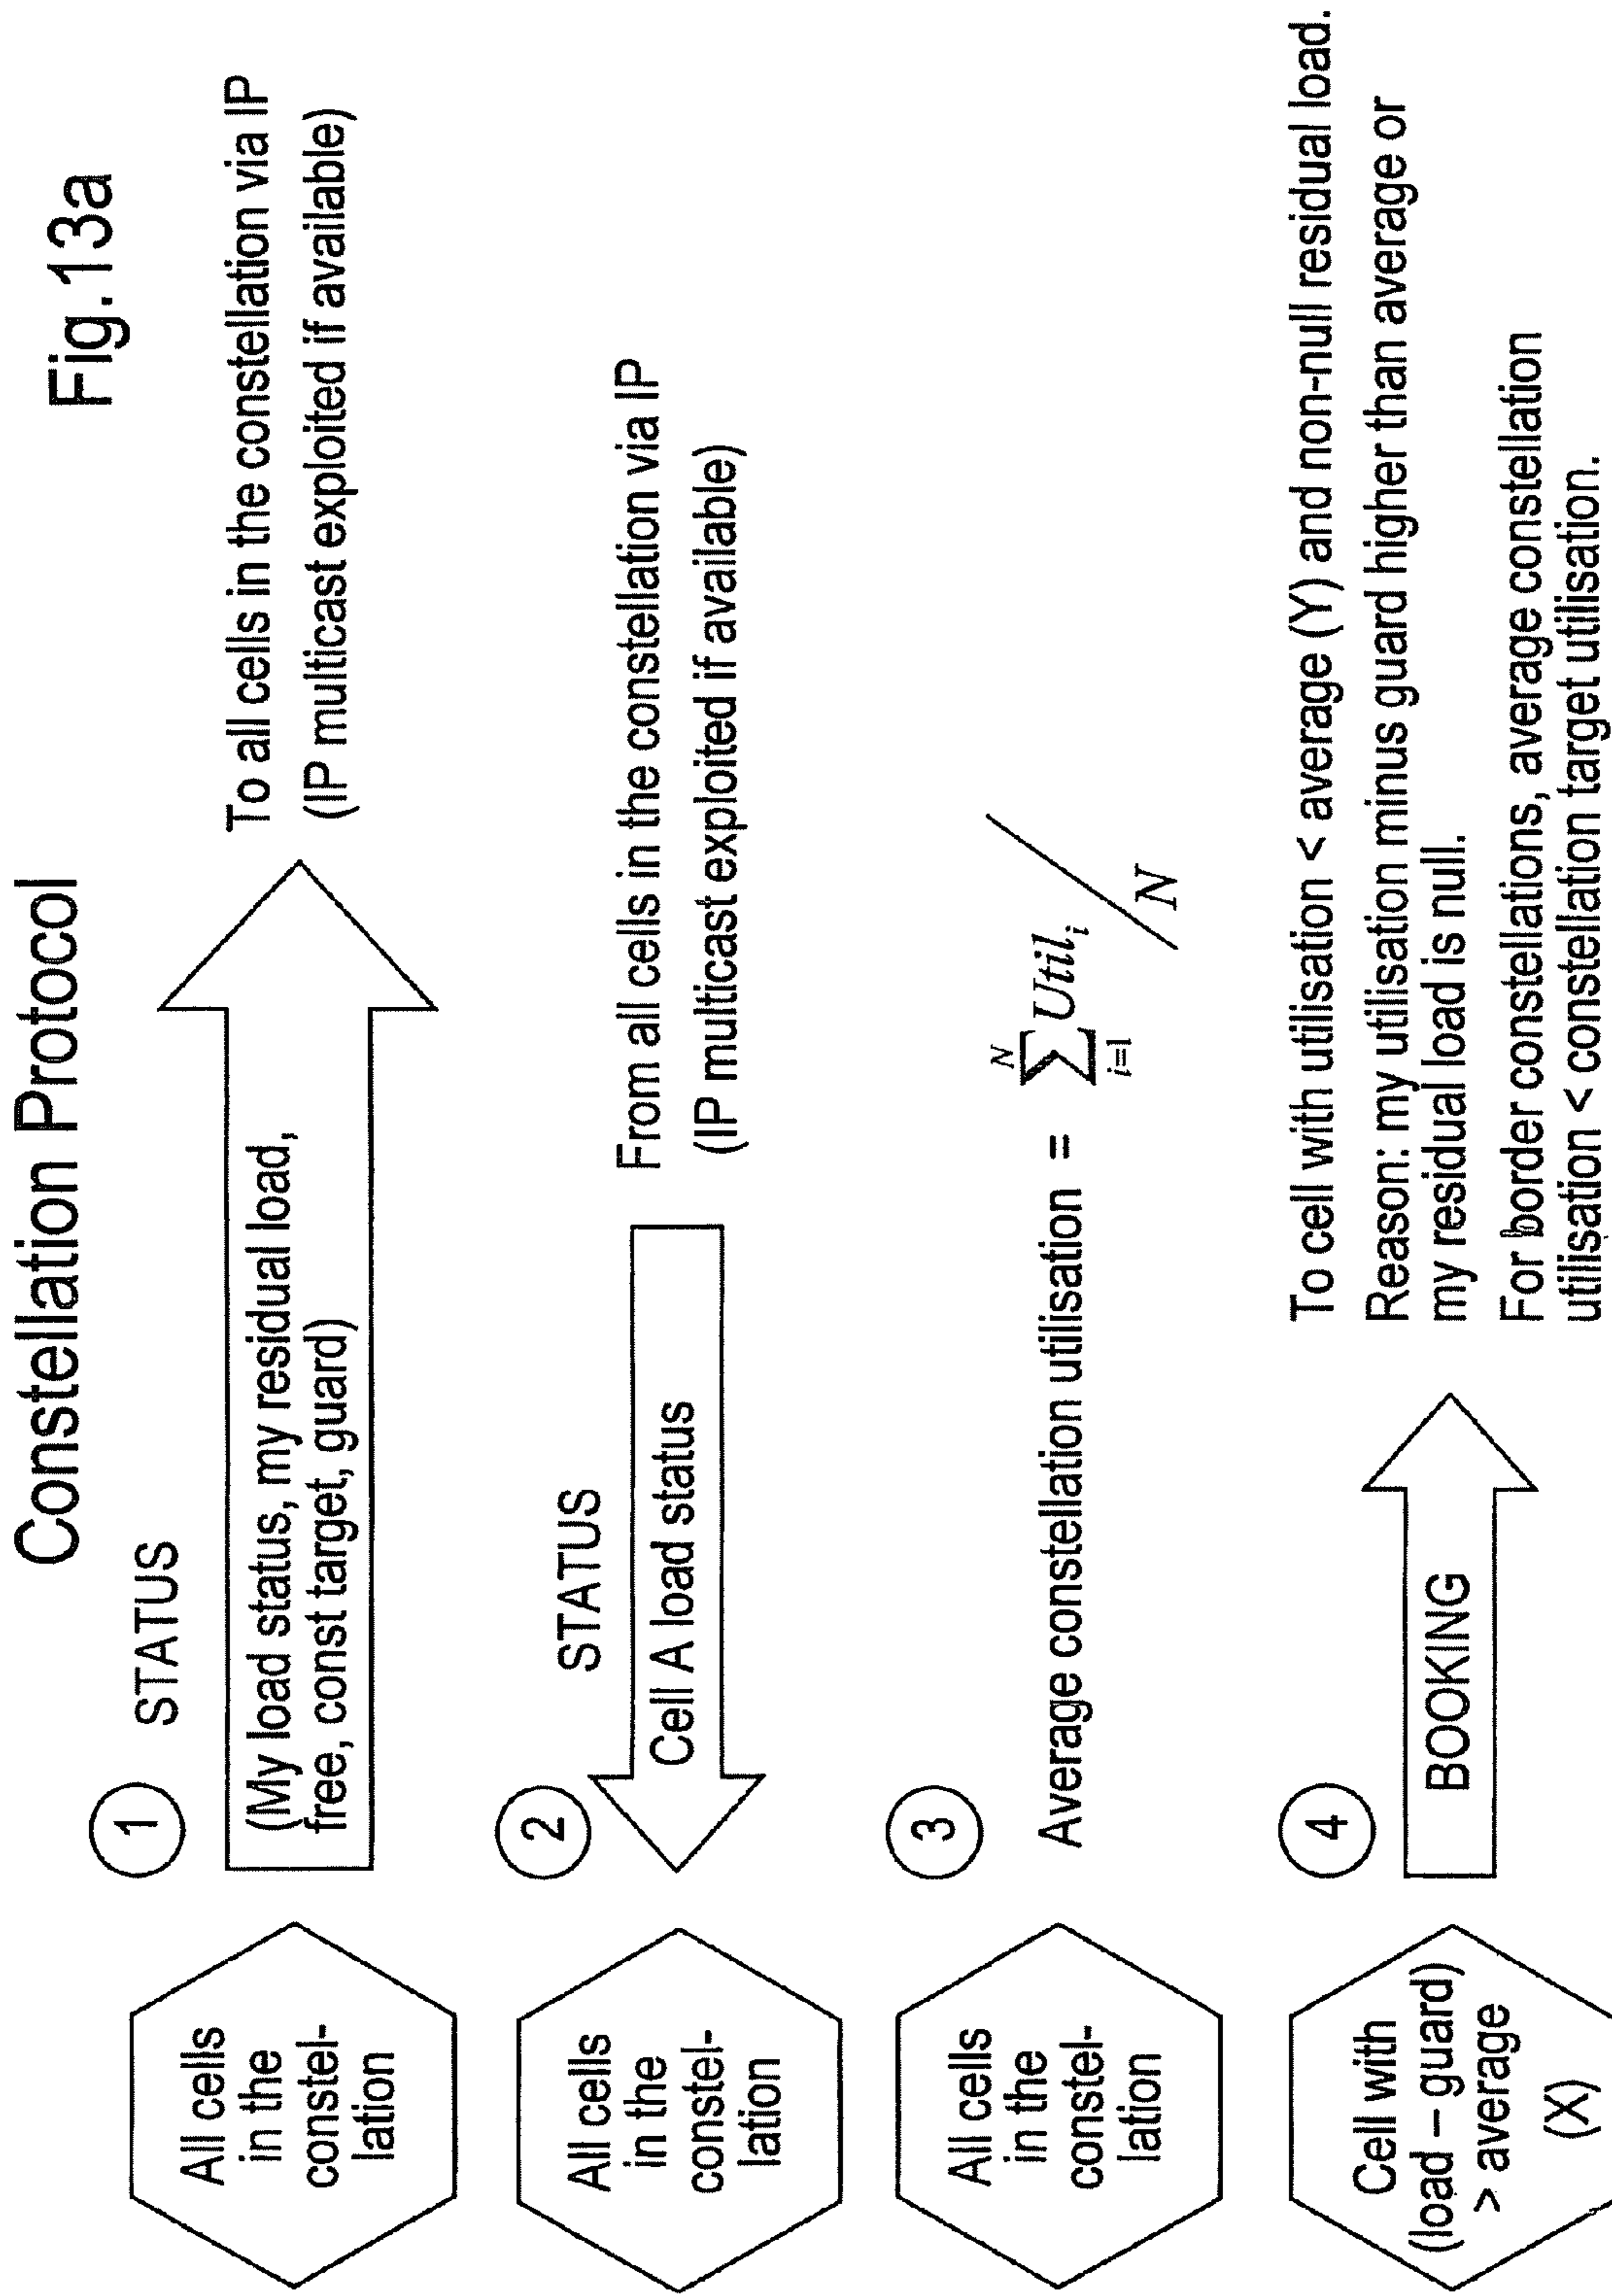 Fig.13a
Constellation Protocol
All cells
in the
constel-
lation
1
STATUS
(My load status, my residual load,
free, const target, guard)
To all cells in the constellation via IP
(IP multicast exploited if available)
All cells
in the
constel-
lation
2
STATUS
Cell A load status
From all cells in the constellation via IP
(IP multicast exploited if available)
All cells
in the
constel-
lation
3
Average constellation utilisation = \sum_{i=1}^{N} Util_i / N
Cell with
(load – guard)
> average
(X)
4
BOOKING
To cell with utilisation < average (Y) and non-null residual load.
Reason: my utilisation minus guard higher than average or
my residual load is null.
For border constellations, average constellation
utilisation < constellation target utilisation.